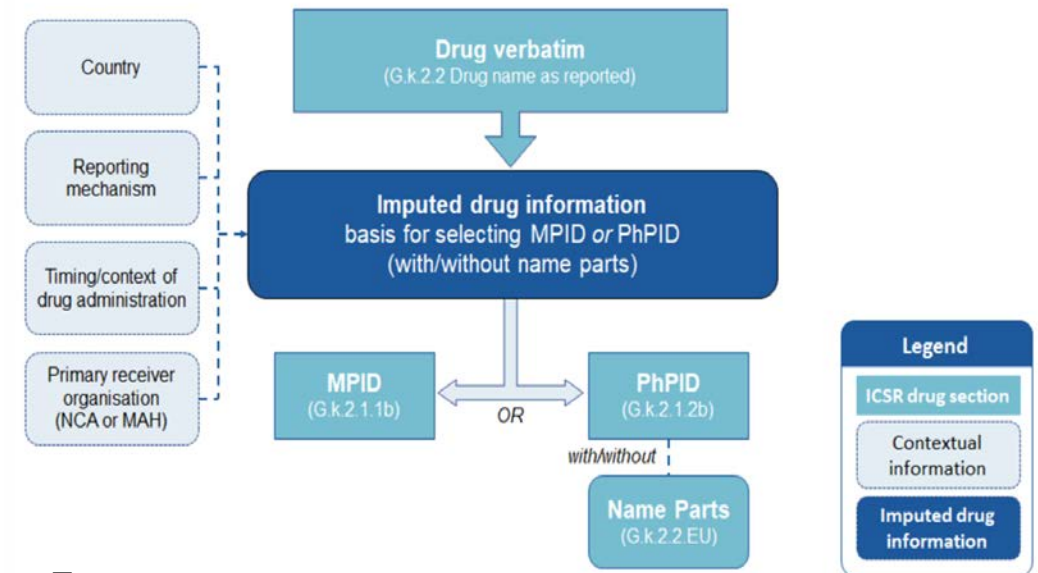 Country
Reporting
mechanism
Timing/context of
drug administration
Primary receiver
organisation
(NCA or MAH)
Drug verbatim
(G.k.2.2 Drug name as reported)
Imputed drug information
basis for selecting MPID or PhPID
(with/without name parts)
MPID
(G.k.2.1.1b)
OR
PhPID
(G.k.2.1.2b)
with/without
Name Parts
(G.k.2.2.EU)
Legend
ICSR drug section
Contextual
information
Imputed drug
information